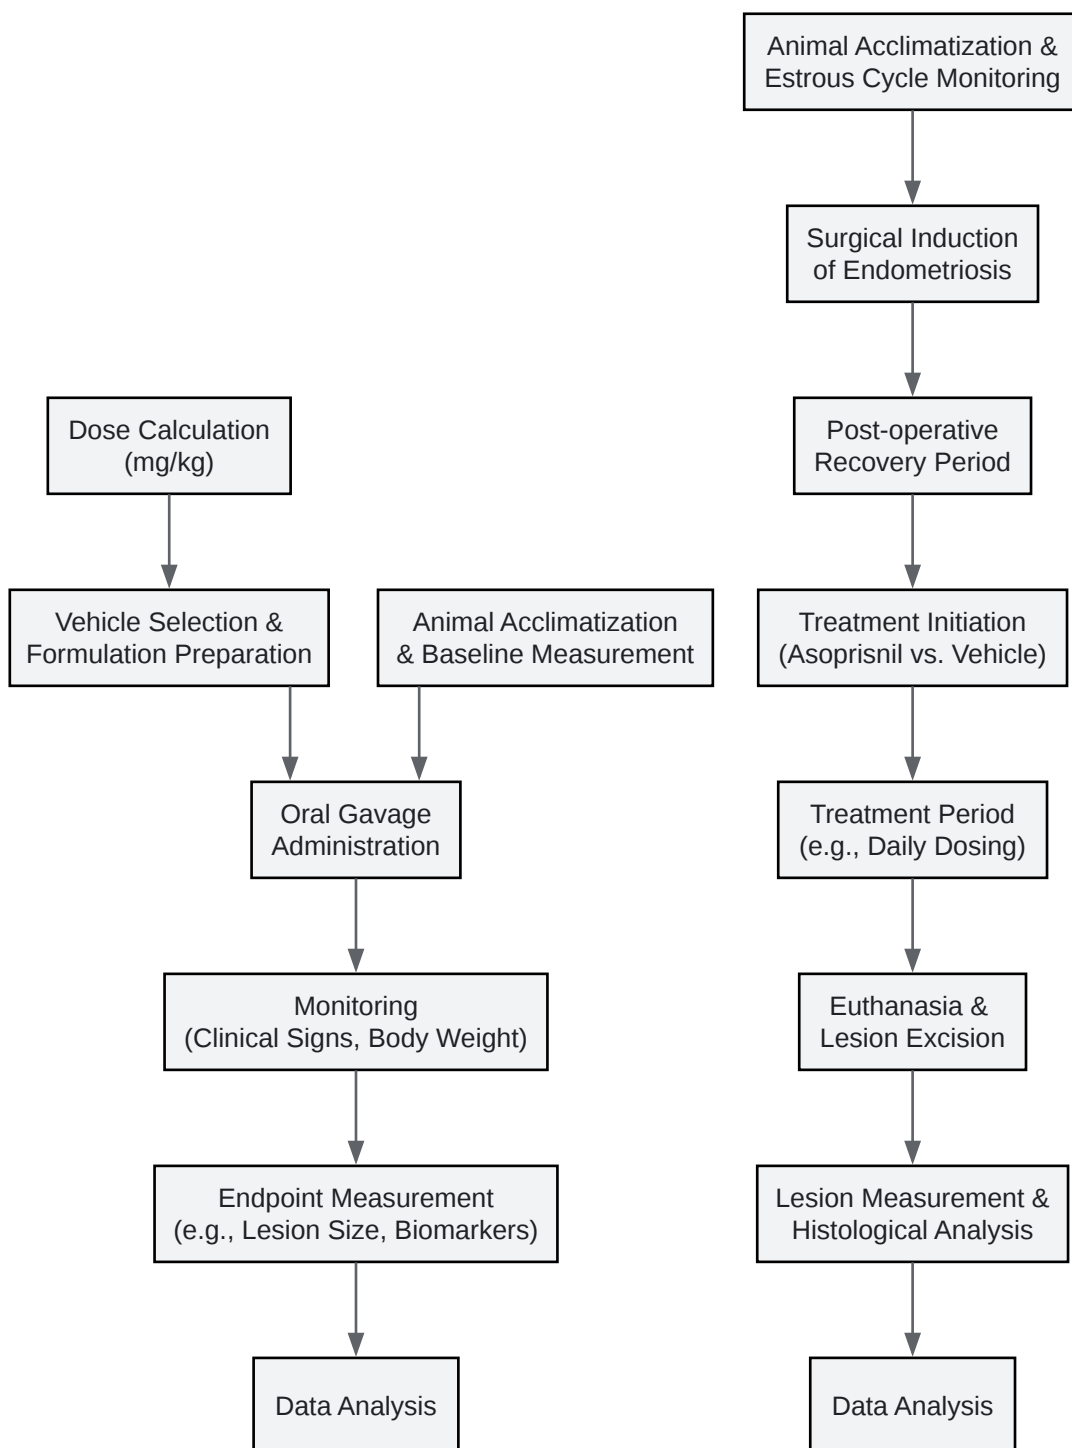 Animal Acclimatization &
Estrous Cycle Monitoring
Surgical Induction
of Endometriosis
Dose Calculation
(mg/kg)
Post-operative
Recovery Period
Vehicle Selection &
Formulation Preparation
Animal Acclimatization
& Baseline Measurement
Treatment Initiation
(Asoprisnil vs. Vehicle)
Oral Gavage
Administration
Treatment Period
(e.g., Daily Dosing)
Monitoring
(Clinical Signs, Body Weight)
Euthanasia &
Lesion Excision
Endpoint Measurement
(e.g., Lesion Size, Biomarkers)
Lesion Measurement &
Histological Analysis
Data Analysis
Data Analysis